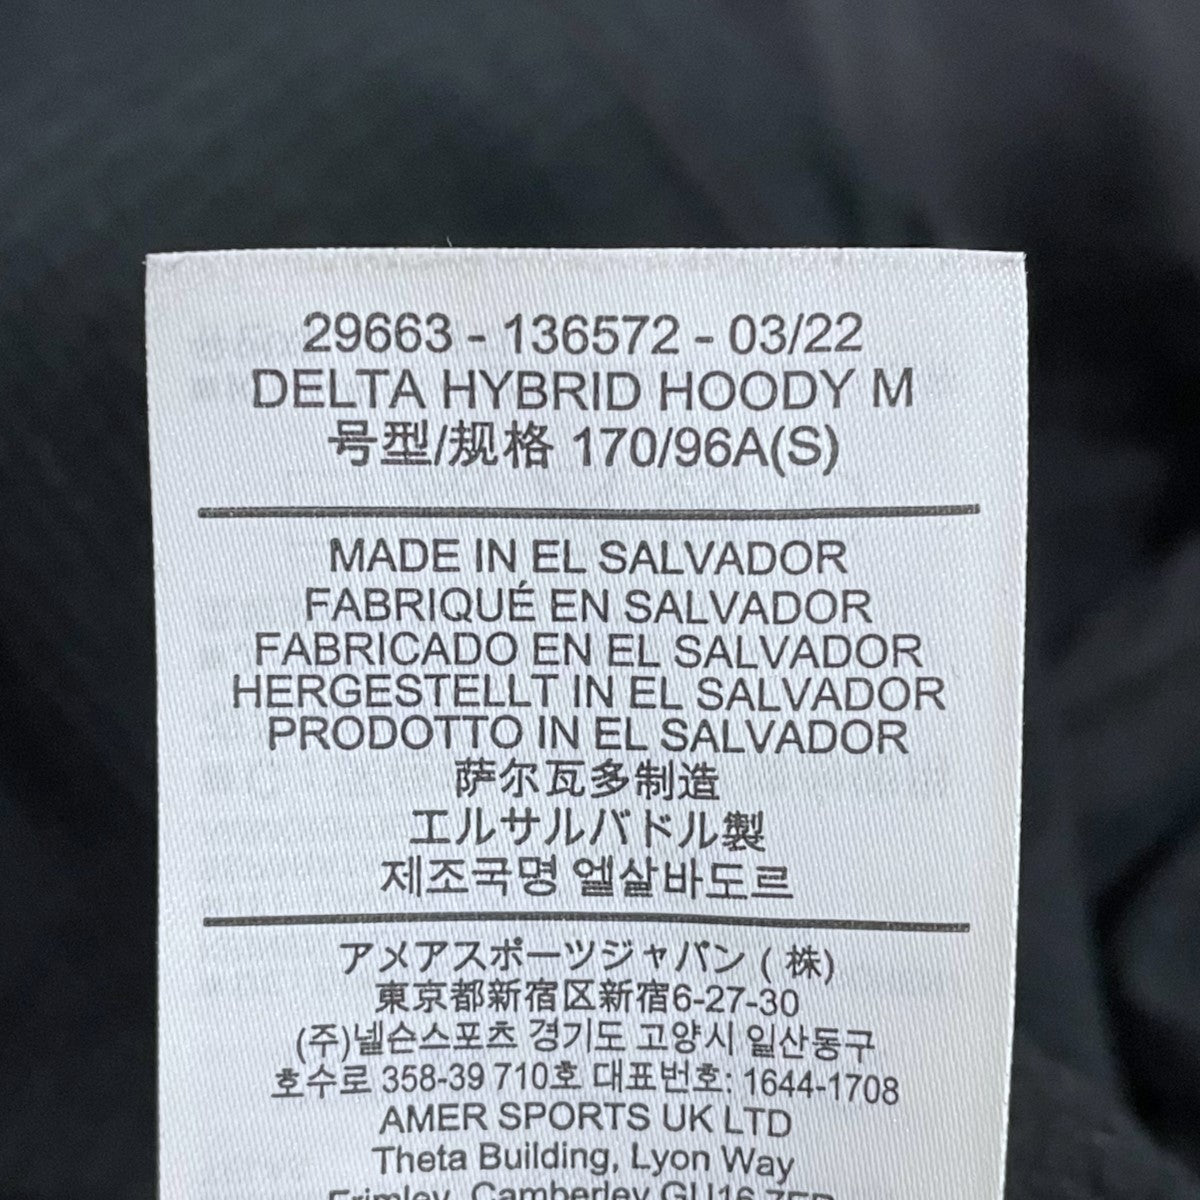 29663 - 136572 - 03/22
DELTA HYBRID HOODY M
号型/规格 170/96A(S)
MADE IN EL SALVADOR
FABRIQUÉ EN SALVADOR
FABRICADO EN EL SALVADOR
HERGESTELLT IN EL SALVADOR
PRODOTTO IN EL SALVADOR
萨尔瓦多制造
エルサルバドル製
제조국명 엘살바도르
アメアスポーツジャパン ( 株)
東京都新宿区新宿6-27-30
(주)넬슨스포츠 경기도 고양시 일산동구
호수로 358-39 710호 대표번호: 1644-1708
AMER SPORTS UK LTD
Theta Building, Lyon Way
Frimley, Camberley GU16 7ER